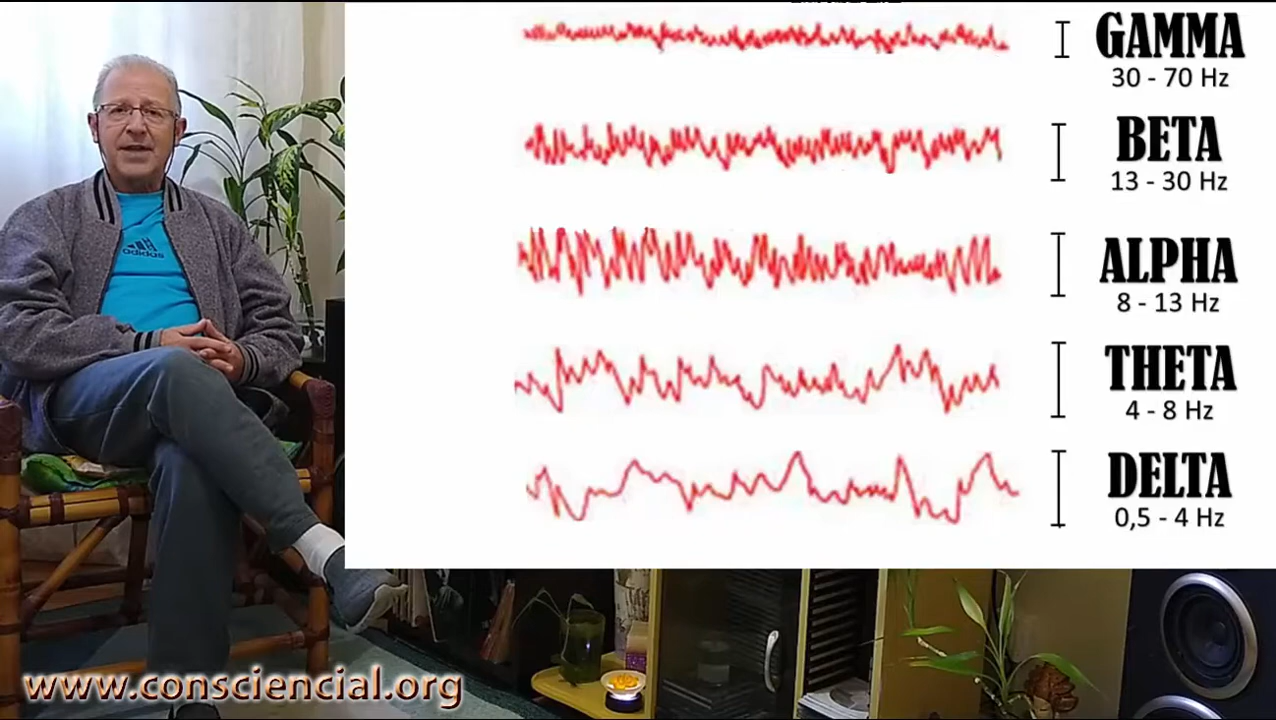 GAMMA
30 - 70 Hz
BETA
13 - 30 Hz
ALPHA
8 - 13 Hz
THETA
4 - 8 Hz
DELTA
0,5 - 4 Hz
adidas
www.consciencial.org